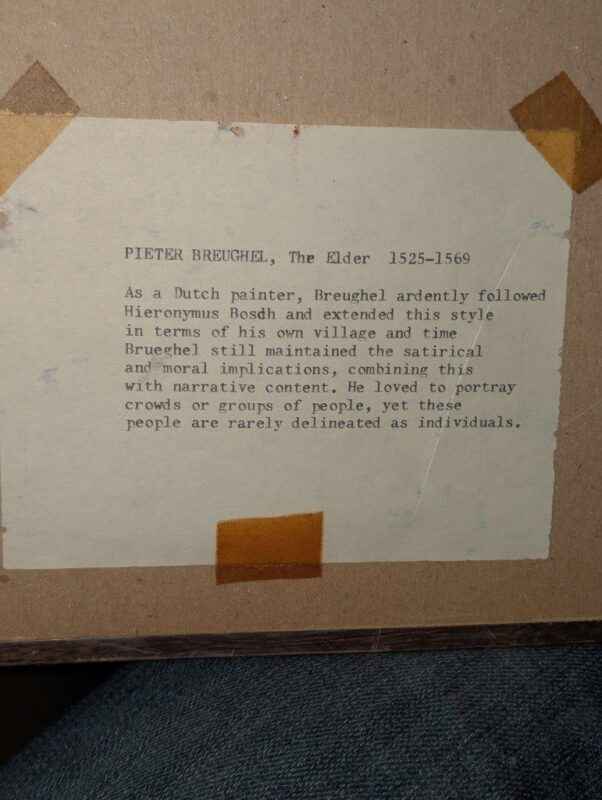 PIETER BREUGHEL, The Elder 1525-1569
As a Dutch painter, Breughel ardently followed
Hieronymus Bosdh and extended this style
in terms of his own village and time
Brueghel still maintained the satirical
and moral implications, combining this
with narrative content. He loved to portray
crowds or groups of people, yet these
people are rarely delineated as individuals.